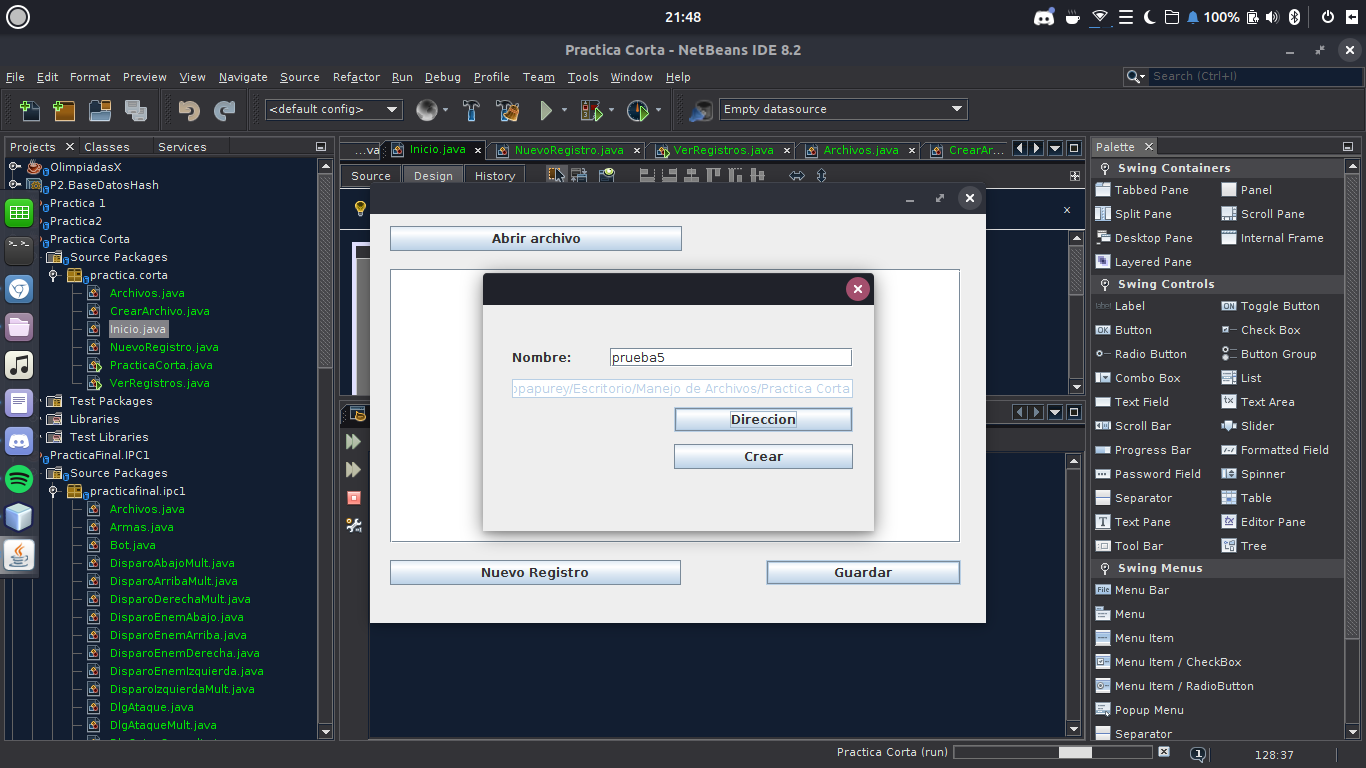 21:48
100%
Practica Corta - NetBeans IDE 8.2
File Edit Format Preview View Navigate Source Refactor Run Debug Profile Team Tools Window Help
Search (Ctrl+I)
<default config>
Empty datasource
Projects Classes Services
OlimpiadasX
P2.BaseDatosHash
Practica 1
Practica2
Practica Corta
Source Packages
practica.corta
Archivos.java
CrearArchivo.java
Inicio.java
NuevoRegistro.java
PracticaCorta.java
VerRegistros.java
Test Packages
Libraries
Test Libraries
PracticaFinal.IPC1
Source Packages
practicafinal.ipc1
Archivos.java
Armas.java
Bot.java
DisparoAbajoMult.java
DisparoArribaMult.java
DisparoDerechaMult.java
DisparoEnemAbajo.java
DisparoEnemArriba.java
DisparoEnemDerecha.java
DisparoEnemIzquierda.java
DisparoIzquierdaMult.java
DlgAtaque.java
DlgAtaqueMult.java
...va Inicio.java NuevoRegistro.java VerRegistros.java Archivos.java CrearAr...
Source Design History
Abrir archivo
Nombre: prueba5
opapurey/Escritorio/Manejo de Archivos/Practica Corta
Direccion
Crear
Nuevo Registro Guardar
Palette
Swing Containers
Tabbed Pane Panel
Split Pane Scroll Pane
Desktop Pane Internal Frame
Layered Pane
Swing Controls
label Label ON Toggle Button
OK Button Check Box
Radio Button Button Group
Combo Box List
Text Field Text Area
Scroll Bar Slider
Progress Bar Formatted Field
Password Field Spinner
Separator Table
Text Pane Editor Pane
Tool Bar Tree
Swing Menus
File Menu Bar
Menu
Menu Item
Menu Item / CheckBox
Menu Item / RadioButton
Popup Menu
Separator
Practica Corta (run)
1
128:37